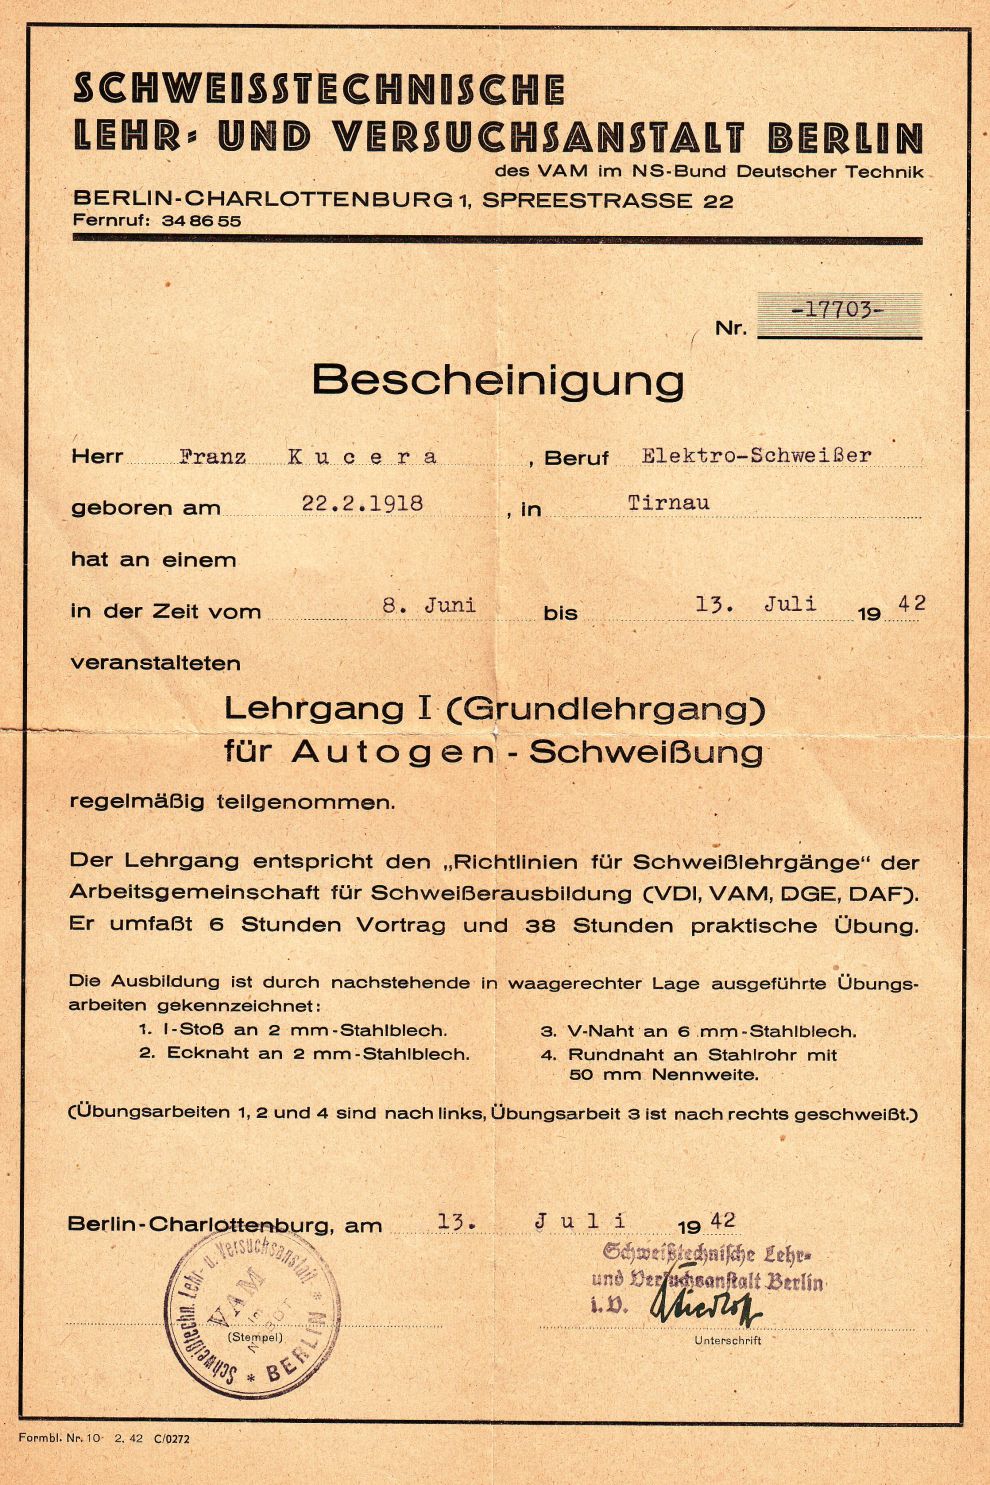 SCHWEISSTECHNISCHE
LEHR- UND VERSUCHSANSTALT BERLIN
des VAM im NS-Bund Deutscher Technik
BERLIN-CHARLOTTENBURG 1, SPREESTRASSE 22
Fernruf: 34 86 55
Nr. -17703-
Bescheinigung
Herr Franz Kucera, Beruf Elektro-Schweißer
geboren am 22.2.1918, in Tirnau
hat an einem
in der Zeit vom 8. Juni bis 13. Juli 19 42
veranstalteten
Lehrgang I (Grundlehrgang)
für Autogen - Schweißung
regelmäßig teilgenommen.
Der Lehrgang entspricht den „Richtlinien für Schweißlehrgänge“ der
Arbeitsgemeinschaft für Schweißerausbildung (VDI, VAM, DGE, DAF).
Er umfaßt 6 Stunden Vortrag und 38 Stunden praktische Übung.
Die Ausbildung ist durch nachstehende in waagerechter Lage ausgeführte Übungs-
arbeiten gekennzeichnet:
1. I-Stoß an 2 mm-Stahlblech.
2. Ecknaht an 2 mm-Stahlblech.
3. V-Naht an 6 mm-Stahlblech.
4. Rundnaht an Stahlrohr mit
50 mm Nennweite.
(Übungsarbeiten 1, 2 und 4 sind nach links, Übungsarbeit 3 ist nach rechts geschweißt.)
Berlin-Charlottenburg, am 13. Juli 19 42
Schweißtechn. Lehr- u. Versuchsanstalt * BERLIN *
VAM
NSBDT
(Stempel)
Schweißtechnische Lehr-
und Versuchsanstalt Berlin
i.V.
Unterschrift
Formbl. Nr. 10 2. 42 C/0272